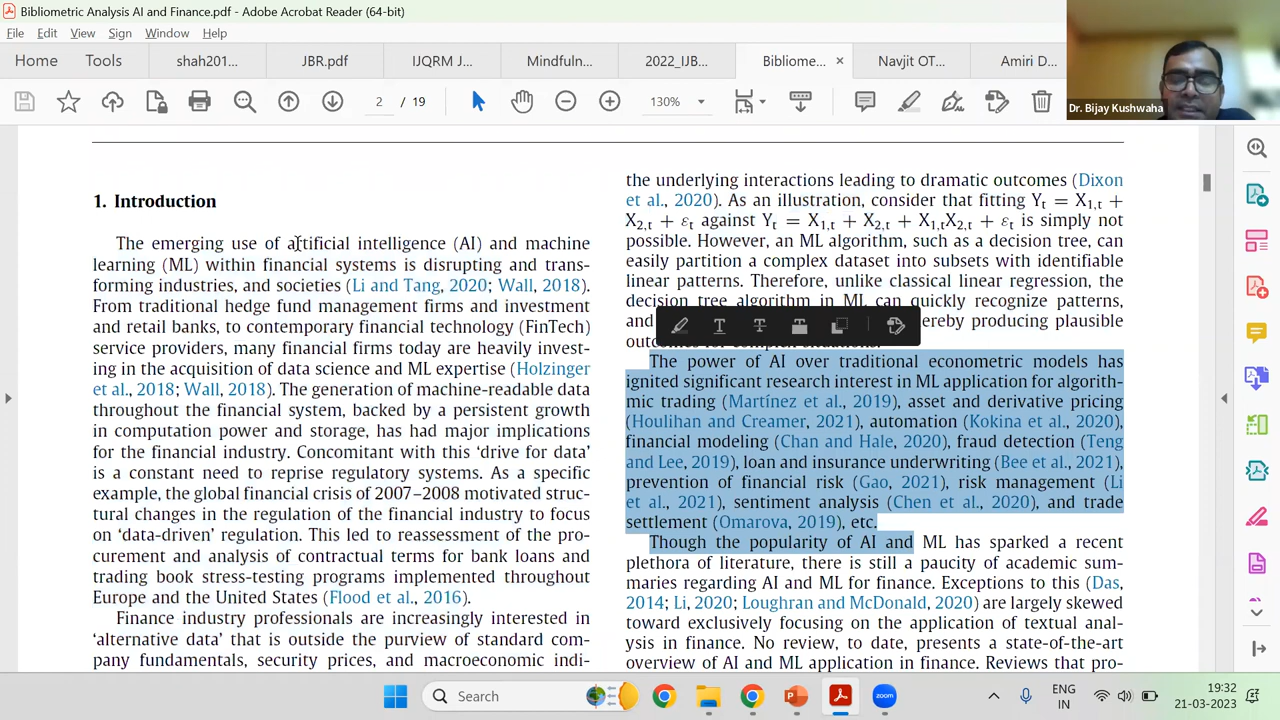 Bibliometric Analysis AI and Finance.pdf - Adobe Acrobat Reader (64-bit)
File Edit View Sign Window Help
Home Tools shah201... JBR.pdf IJQRM J... Mindfuln... 2022_IJB... Bibliome... × Navjit OT... Amiri D...
2 / 19 130%
Dr. Bijay Kushwaha
1. Introduction
The emerging use of artificial intelligence (AI) and machine
learning (ML) within financial systems is disrupting and trans-
forming industries, and societies (Li and Tang, 2020; Wall, 2018).
From traditional hedge fund management firms and investment
and retail banks, to contemporary financial technology (FinTech)
service providers, many financial firms today are heavily invest-
ing in the acquisition of data science and ML expertise (Holzinger
et al., 2018; Wall, 2018). The generation of machine-readable data
throughout the financial system, backed by a persistent growth
in computation power and storage, has had major implications
for the financial industry. Concomitant with this ‘drive for data’
is a constant need to reprise regulatory systems. As a specific
example, the global financial crisis of 2007–2008 motivated struc-
tural changes in the regulation of the financial industry to focus
on ‘data-driven’ regulation. This led to reassessment of the pro-
curement and analysis of contractual terms for bank loans and
trading book stress-testing programs implemented throughout
Europe and the United States (Flood et al., 2016).
Finance industry professionals are increasingly interested in
‘alternative data’ that is outside the purview of standard com-
pany fundamentals, security prices, and macroeconomic indi-
the underlying interactions leading to dramatic outcomes (Dixon
et al., 2020). As an illustration, consider that fitting Yt = X1,t +
X2,t + εt against Yt = X1,t + X2,t + X1,tX2,t + εt is simply not
possible. However, an ML algorithm, such as a decision tree, can
easily partition a complex dataset into subsets with identifiable
linear patterns. Therefore, unlike classical linear regression, the
decision tree algorithm in ML can quickly recognize patterns,
and ereby producing plausible
The power of AI over traditional econometric models has
ignited significant research interest in ML application for algorith-
mic trading (Martínez et al., 2019), asset and derivative pricing
(Houlihan and Creamer, 2021), automation (Kokina et al., 2020),
financial modeling (Chan and Hale, 2020), fraud detection (Teng
and Lee, 2019), loan and insurance underwriting (Bee et al., 2021),
prevention of financial risk (Gao, 2021), risk management (Li
et al., 2021), sentiment analysis (Chen et al., 2020), and trade
settlement (Omarova, 2019), etc.
Though the popularity of AI and ML has sparked a recent
plethora of literature, there is still a paucity of academic sum-
maries regarding AI and ML for finance. Exceptions to this (Das,
2014; Li, 2020; Loughran and McDonald, 2020) are largely skewed
toward exclusively focusing on the application of textual anal-
ysis in finance. No review, to date, presents a state-of-the-art
overview of AI and ML application in finance. Reviews that pro-
Search
zoom
ENG
IN
19:32
21-03-2023